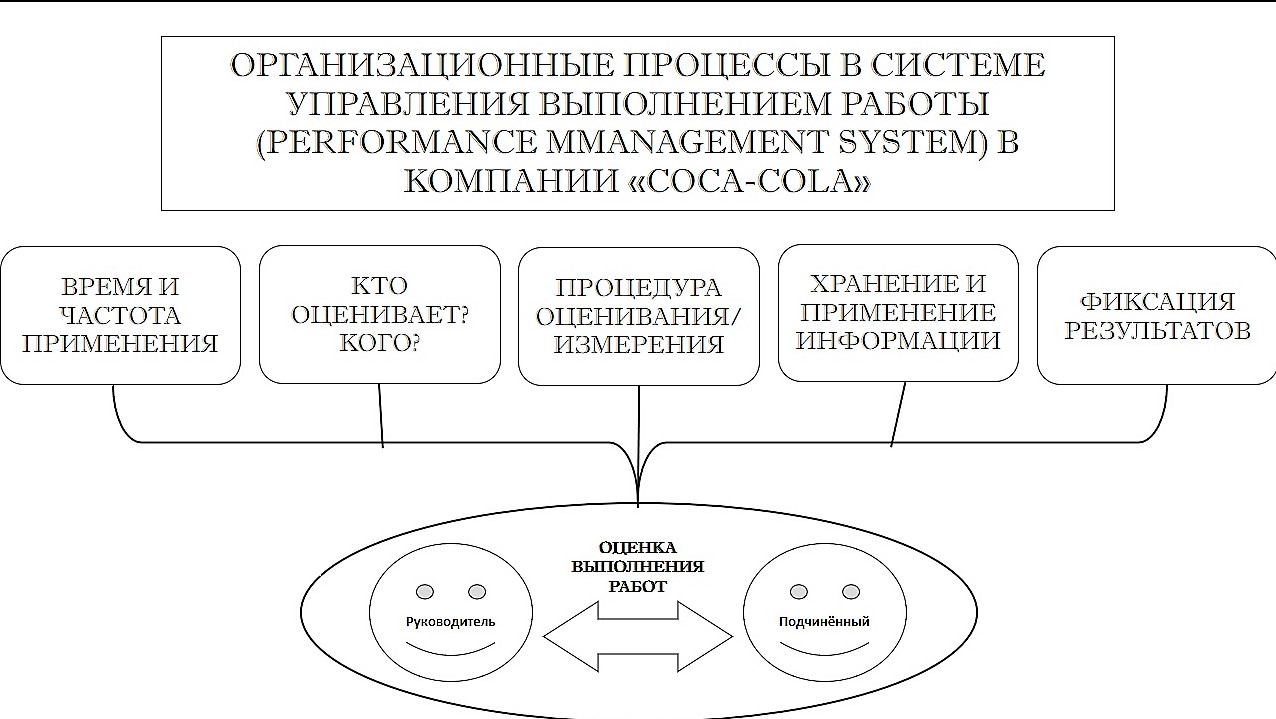 ОРГАНИЗАЦИОННЫЕ ПРОЦЕССЫ В СИСТЕМЕ
УПРАВЛЕНИЯ ВЫПОЛНЕНИЕМ РАБОТЫ
(PERFORMANCE MMANAGEMENT SYSTEM) В
КОМПАНИИ «COCA-COLA»
ВРЕМЯ И
ЧАСТОТА
ПРИМЕНЕНИЯ
КТО
ОЦЕНИВАЕТ?
КОГО?
ПРОЦЕДУРА
ОЦЕНИВАНИЯ/
ИЗМЕРЕНИЯ
ХРАНЕНИЕ И
ПРИМЕНЕНИЕ
ИНФОРМАЦИИ
ФИКСАЦИЯ
РЕЗУЛЬТАТОВ
ОЦЕНКА
ВЫПОЛНЕНИЯ
РАБОТ
Руководитель
Подчинённый